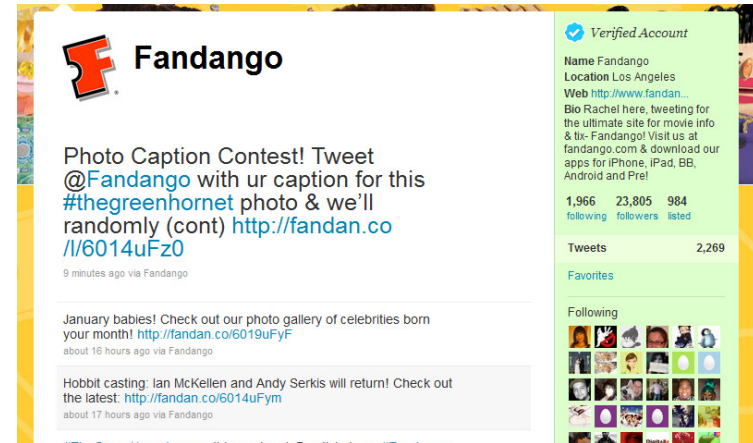 Fandango
Photo Caption Contest! Tweet
@Fandango with ur caption for this
#thegreenhornet photo & we'll
randomly (cont) http://fandan.co
/l/6014uFz0
9 minutes ago via Fandango
January babies! Check out our photo gallery of celebrities born
your month! http://fandan.co/6019uFyF
about 16 hours ago via Fandango
Hobbit casting: Ian McKellen and Andy Serkis will return! Check out
the latest: http://fandan.co/6014uFym
about 17 hours ago via Fandango
Verified Account
Name Fandango
Location Los Angeles
Web http://www.fandan...
Bio Rachel here, tweeting for
the ultimate site for movie info
& tix- Fandango! Visit us at
fandango.com & download our
apps for iPhone, iPad, BB,
Android and Pre!
1,966 23,805 984
following followers listed
Tweets 2,269
Favorites
Following